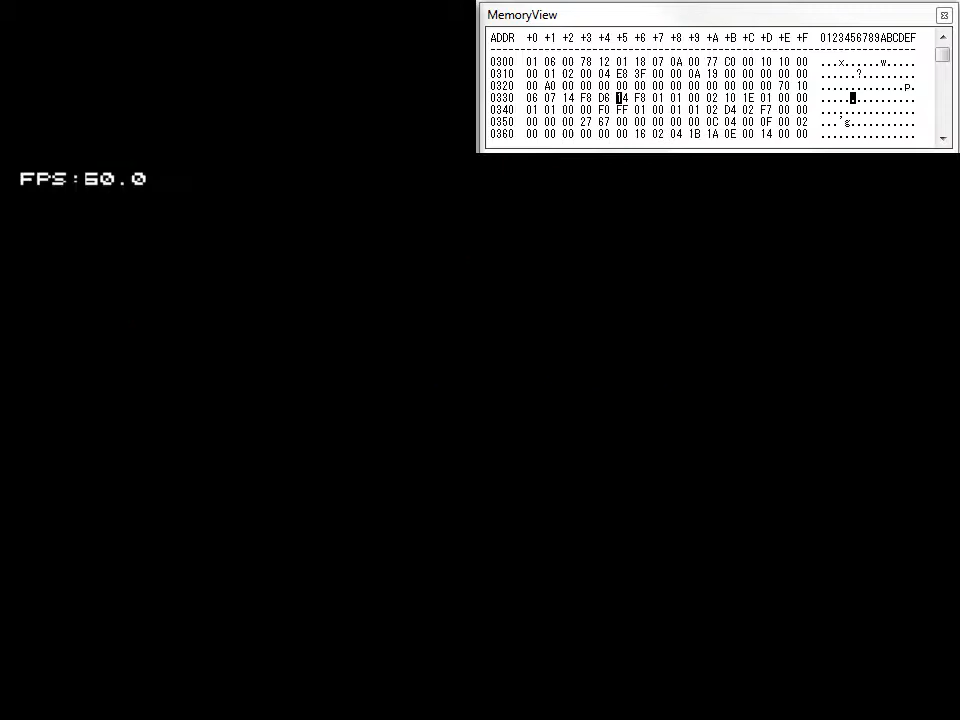 MemoryView
ADDR +0 +1 +2 +3 +4 +5 +6 +7 +8 +9 +A +B +C +D +E +F 0123456789ABCDEF
0300 01 06 00 78 12 01 18 07 0A 00 77 C0 00 10 10 00 ...x......w.....
0310 00 01 02 00 04 E8 3F 00 00 0A 19 00 00 00 00 00 ......?.........
0320 00 A0 00 00 00 00 00 00 00 00 00 00 00 00 70 10 ..............p.
0330 06 07 14 F8 D6 14 F8 01 01 00 02 10 1E 01 00 00 ................
0340 01 01 00 00 F0 FF 01 00 01 01 02 D4 02 F7 00 00 ................
0350 00 00 00 27 67 00 00 00 00 00 0C 04 00 0F 00 02 ...'g...........
0360 00 00 00 00 00 00 16 02 04 1B 1A 0E 00 14 00 00 ................
FPS:60.0